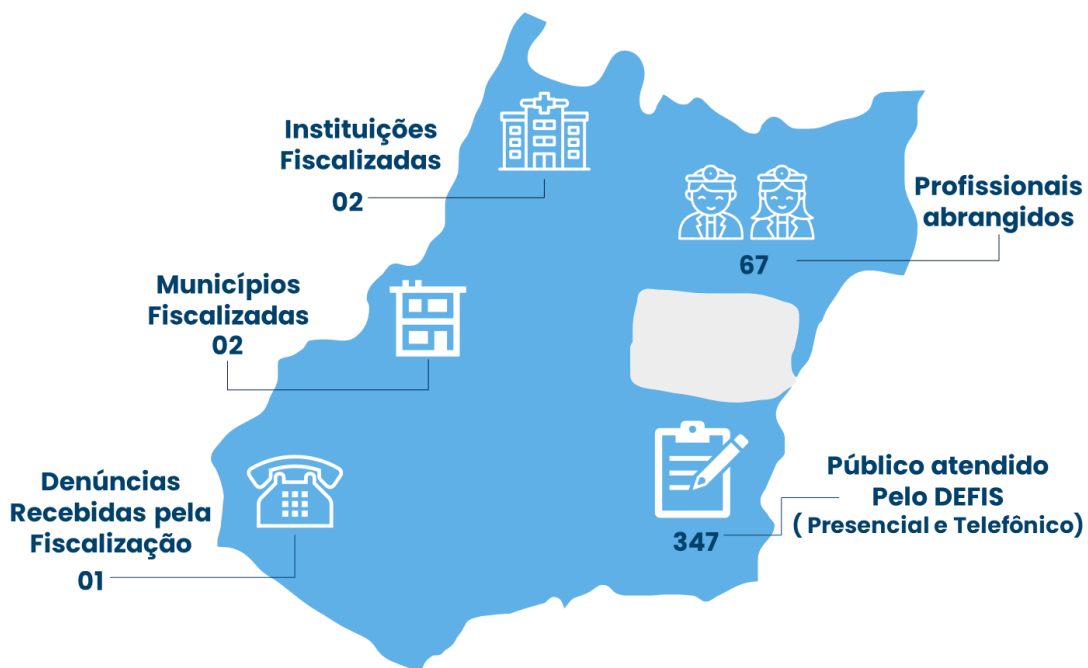 Instituições
Fiscalizadas
02
Profissionais
abrangidos
67
Municípios
Fiscalizadas
02
Denúncias
Recebidas pela
Fiscalização
01
Público atendido
Pelo DEFIS
( Presencial e Telefônico)
347